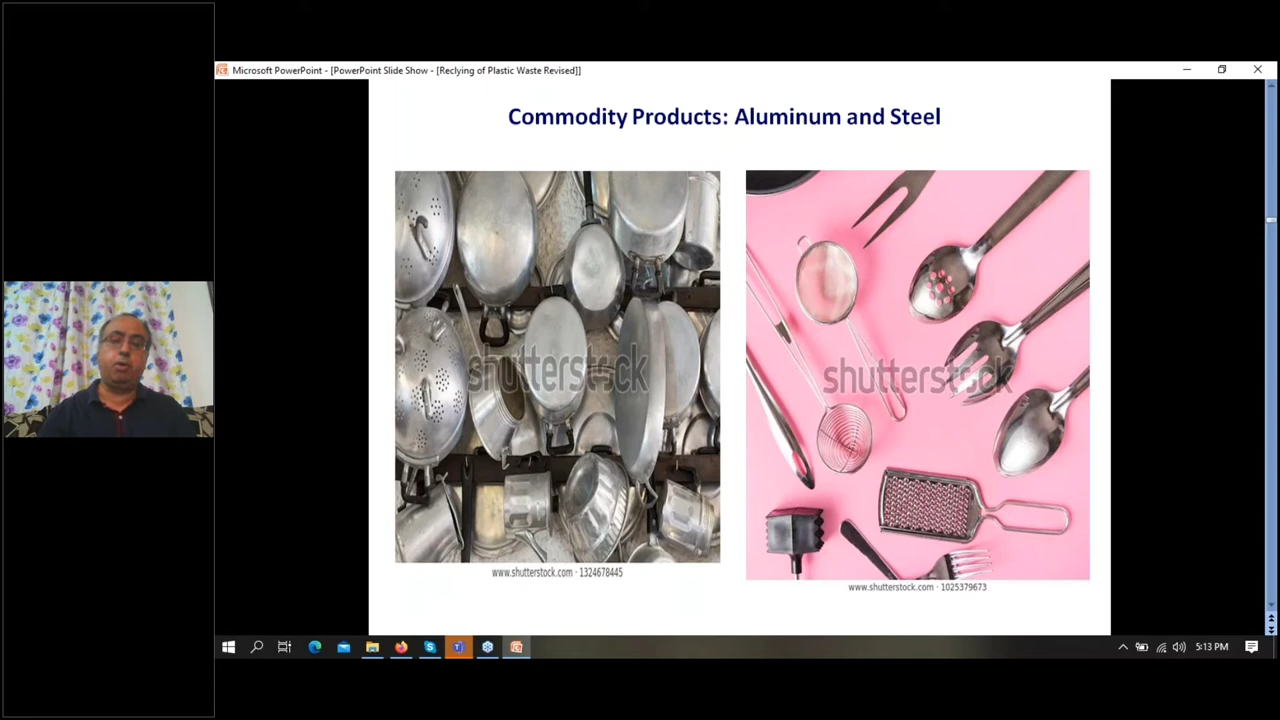 Microsoft PowerPoint - [PowerPoint Slide Show - [Reclying of Plastic Waste Revised]]
Commodity Products: Aluminum and Steel
shutterstock
shutterstock
www.shutterstock.com · 1324678445
www.shutterstock.com · 1025379673
5:13 PM